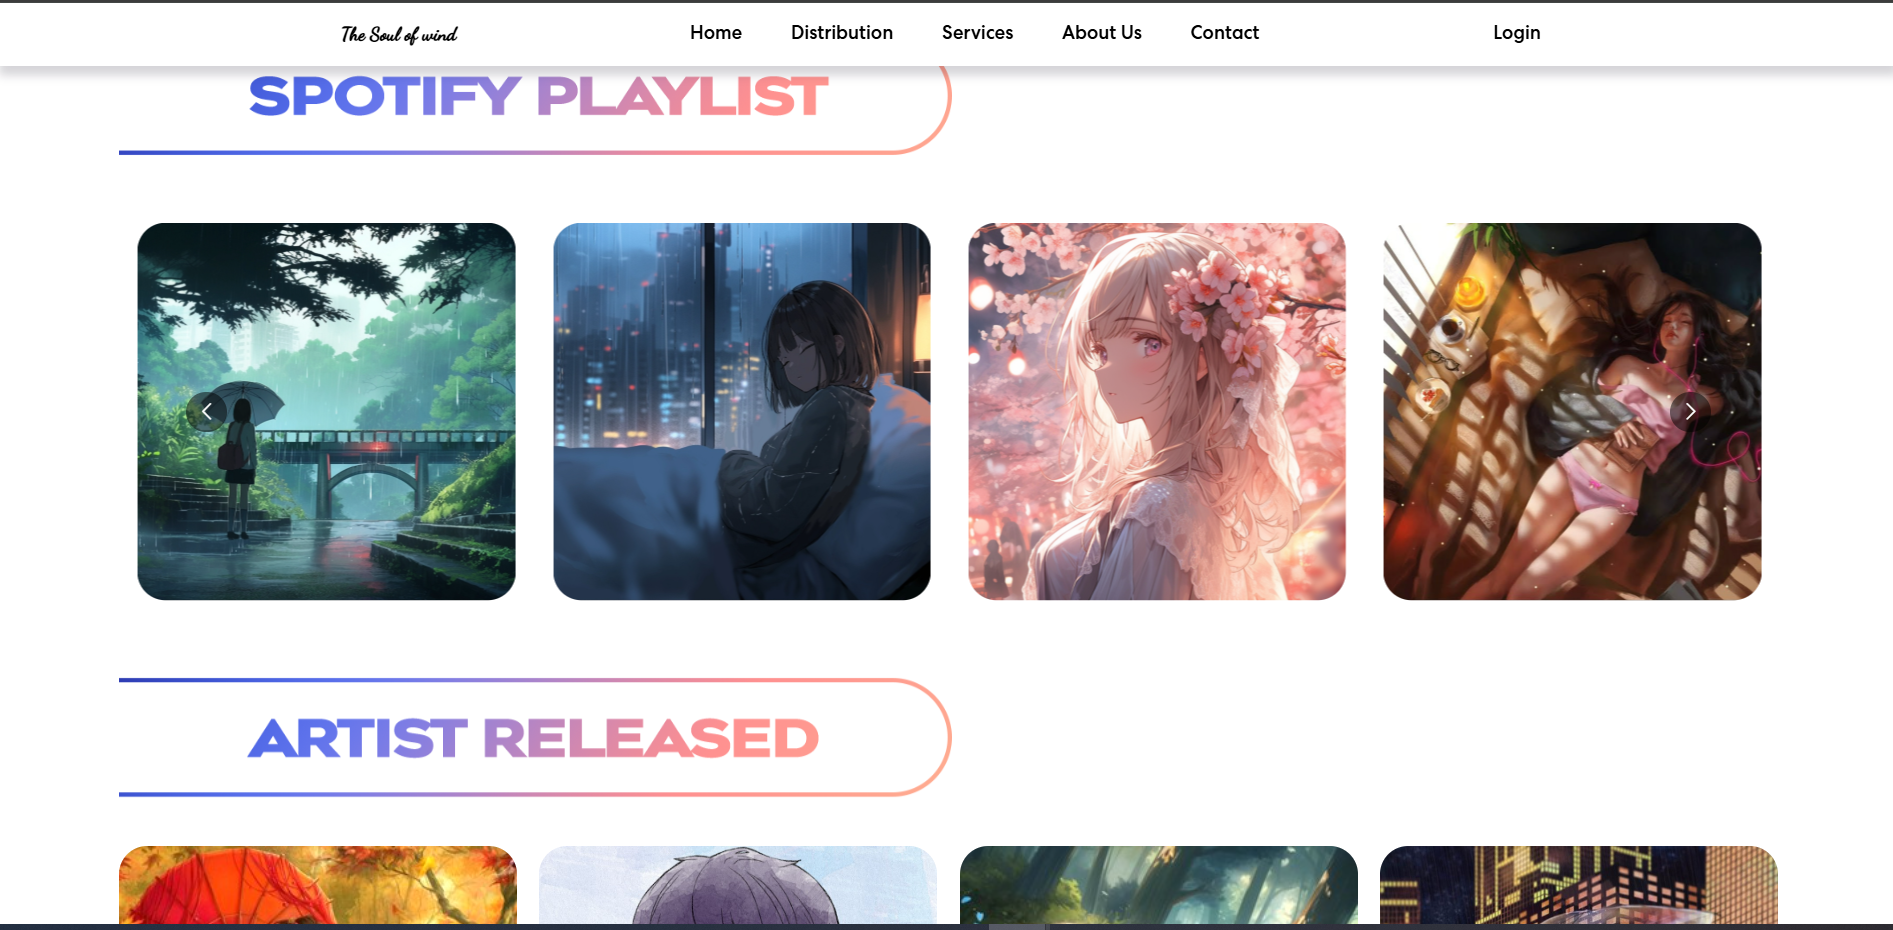 The Soul of wind
Home Distribution Services About Us Contact Login
SPOTIFY PLAYLIST
ARTIST RELEASED